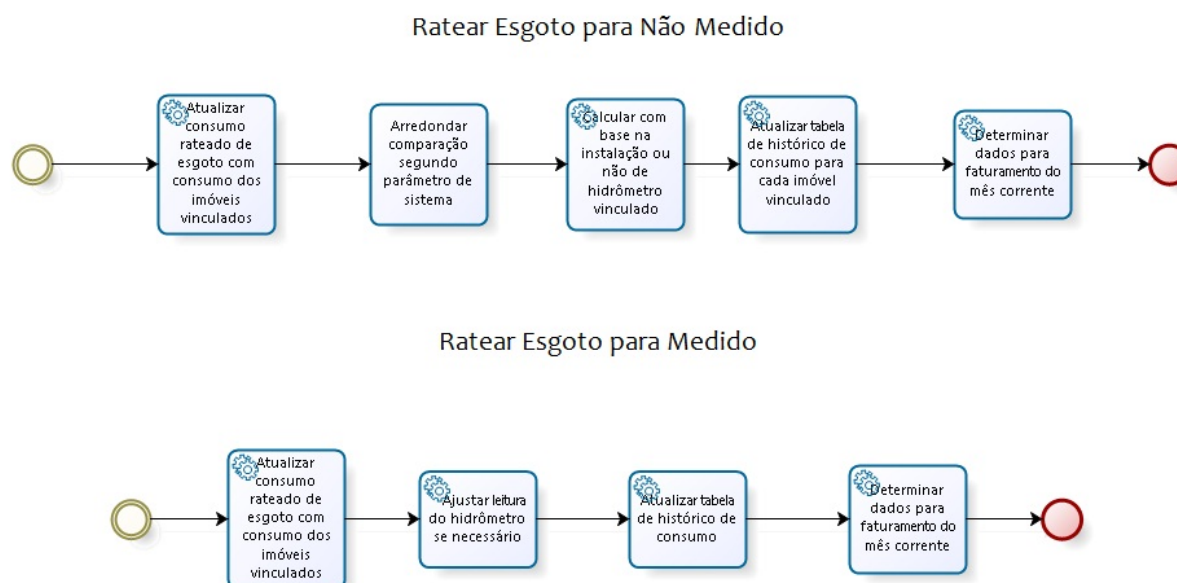 Ratear Esgoto para Não Medido
Atualizar
consumo
rateado de
esgoto com
consumo dos
imóveis
vinculados
Arredondar
comparação
segundo
parâmetro de
sistema
Calcular com
base na
instalação ou
não de
hidrômetro
vinculado
Atualizar tabela
de histórico de
consumo para
cada imóvel
vinculado
Determinar
dados para
faturamento do
mês corrente
Ratear Esgoto para Medido
Atualizar
consumo
rateado de
esgoto com
consumo dos
imóveis
vinculados
Ajustar leitura
do hidrômetro
se necessário
Atualizar tabela
de histórico de
consumo
Determinar
dados para
faturamento do
mês corrente